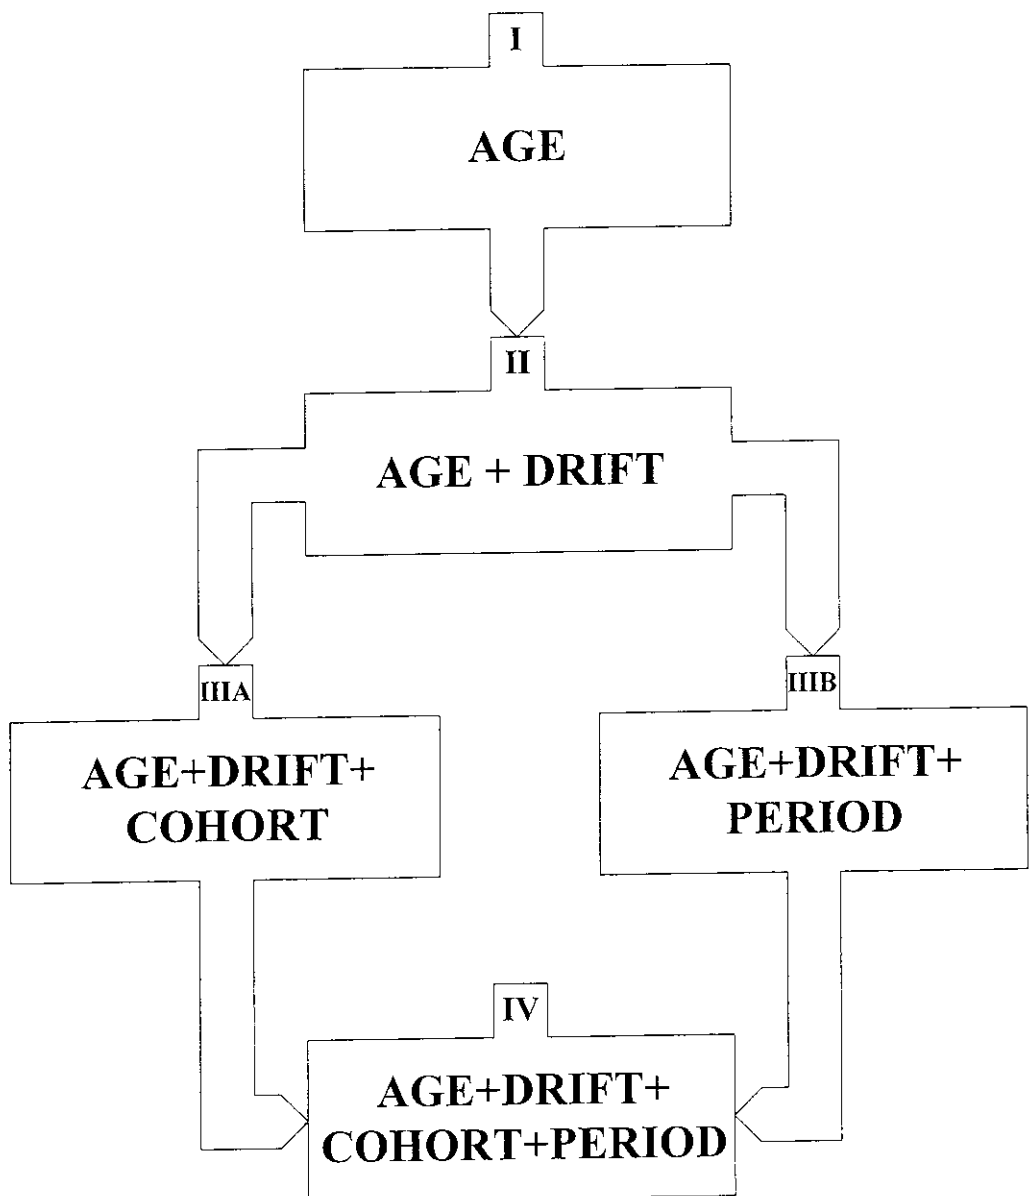 I
AGE
II
AGE + DRIFT
IIIA
AGE+DRIFT+
COHORT
IIIB
AGE+DRIFT+
PERIOD
IV
AGE+DRIFT+
COHORT+PERIOD